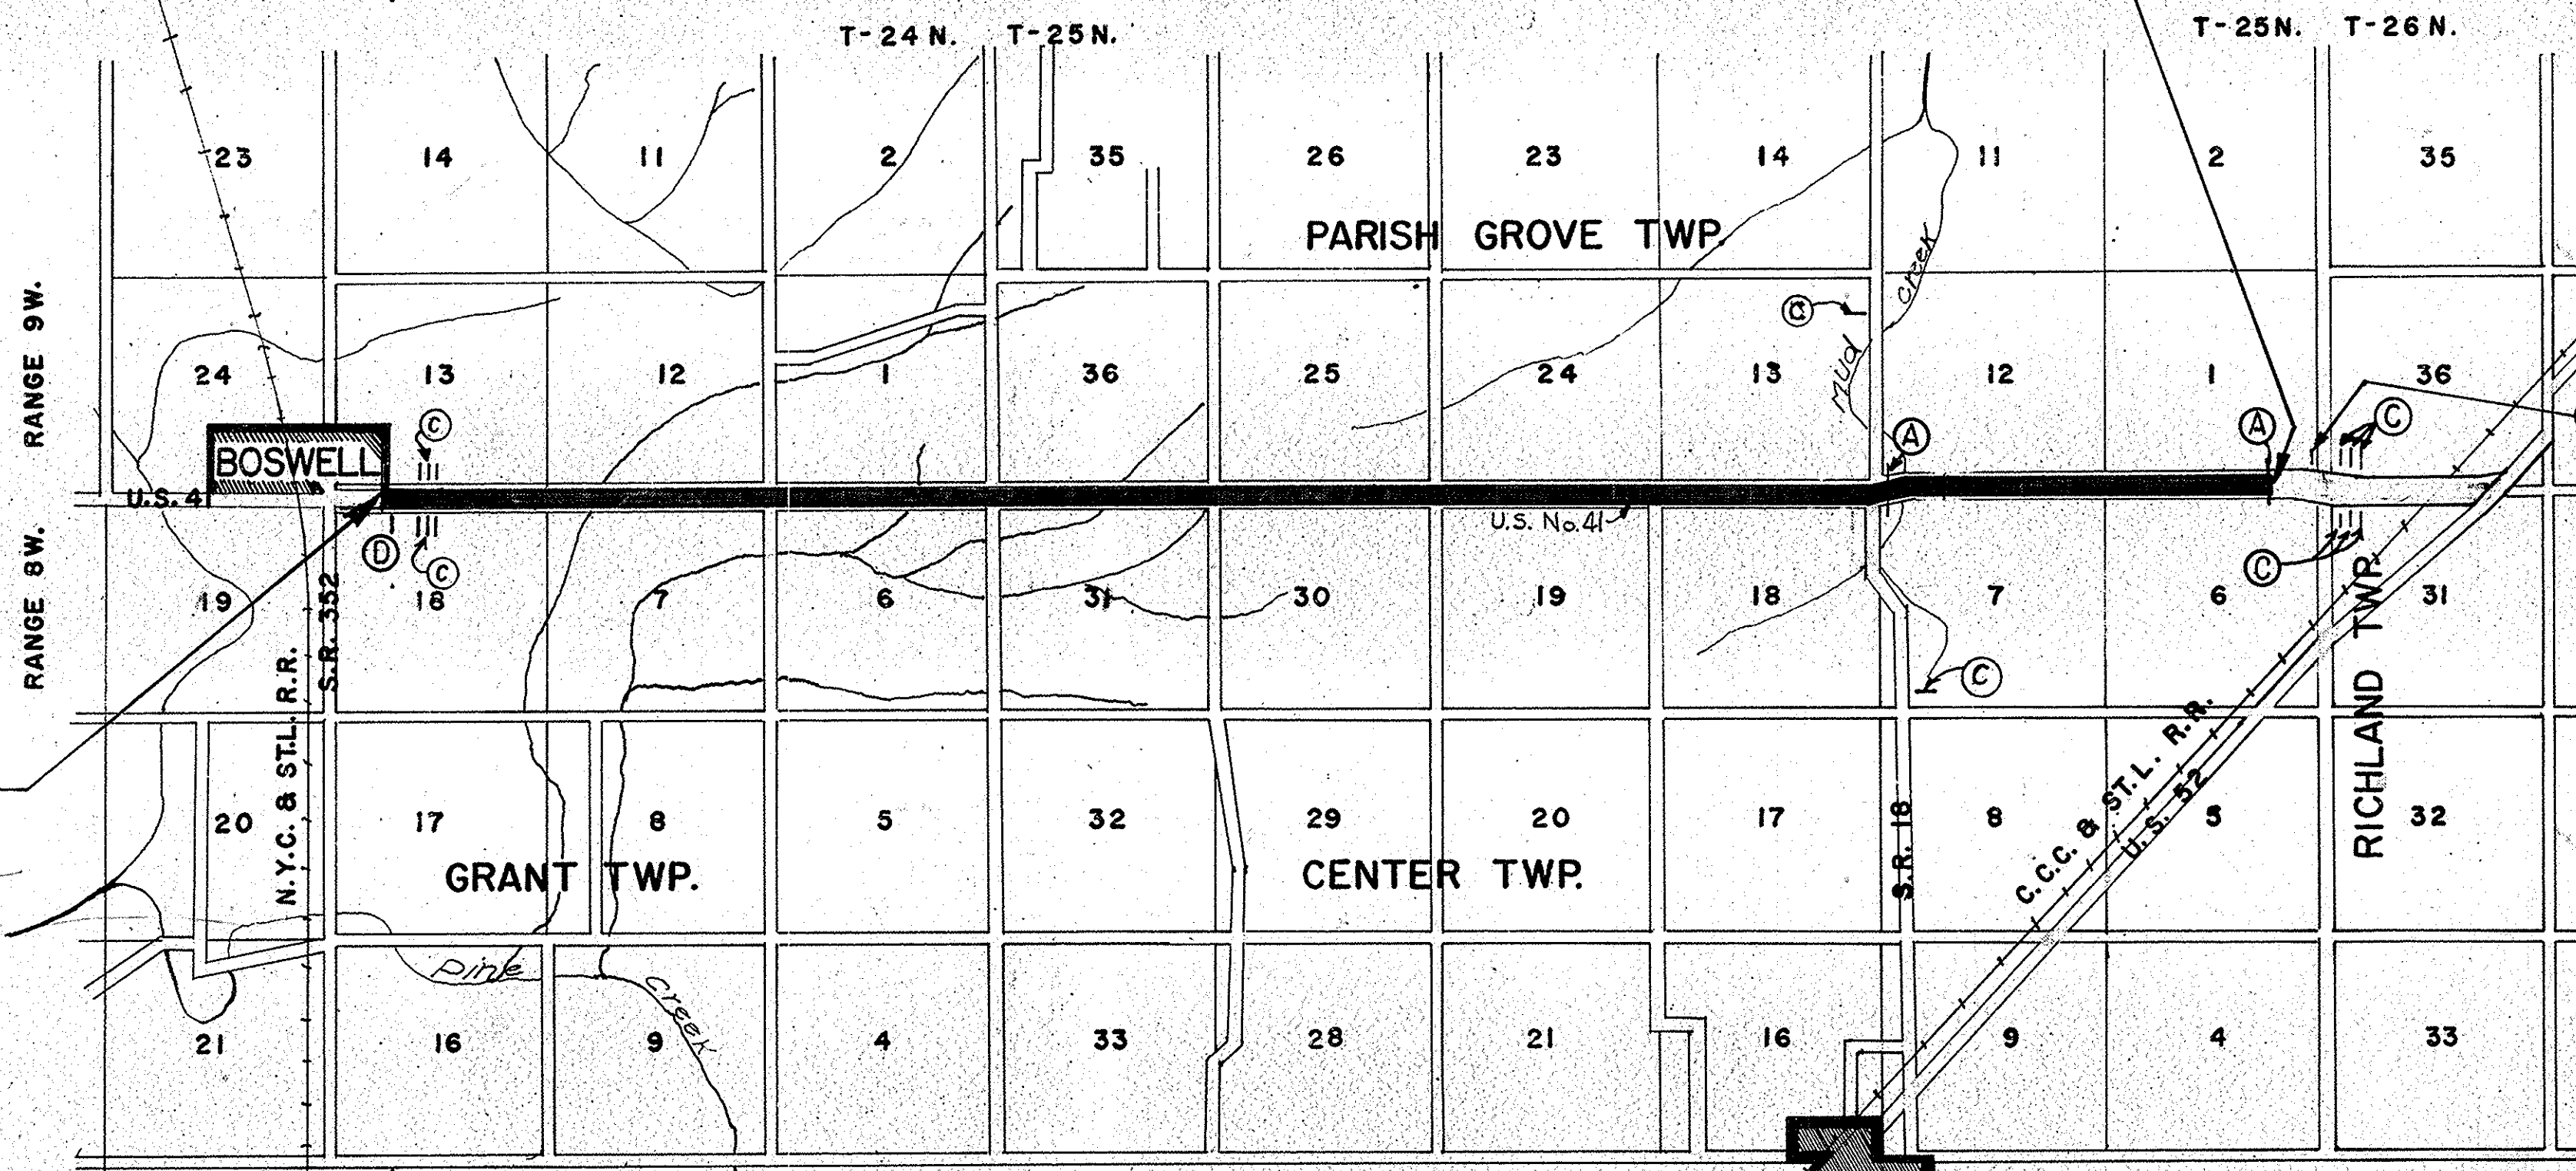 T-24 N. T-25 N. T-25 N. T-26 N.
23 14 11 2 35 26 23 14 11 2 35
PARISH GROVE TWP.
creek
RANGE 9 W.
C
mud
24 13 12 1 36 25 24 13 12 1 36
C A A C
BOSWELL
U.S. 41
U.S. No. 41
D C C
RANGE 8 W.
19 18 7 6 31 30 19 18 7 6 31
S.R. 352
C
N.Y.C. & ST.L. R.R.
C.C.C. & ST. L. R.R.
U.S. 52
RICHLAND TWP.
20 17 8 5 32 29 20 17 8 5 32
S.R. 18
GRANT TWP. CENTER TWP.
Pine creek
21 16 9 4 33 28 21 16 9 4 33